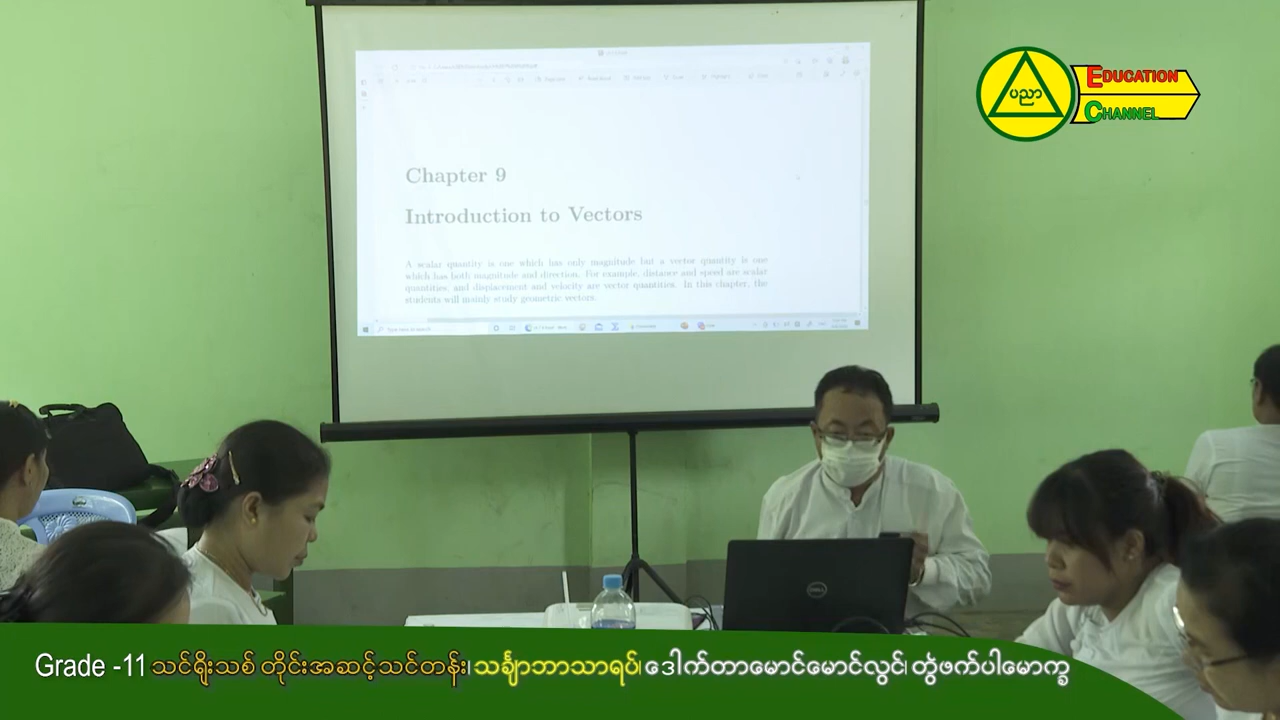 Chapter 9
Introduction to Vectors
A scalar quantity is one which has only magnitude but a vector quantity is one
which has both magnitude and direction. For example, distance and speed are scalar
quantities, and displacement and velocity are vector quantities. In this chapter, the
students will mainly study geometric vectors.
ပညာ
EDUCATION
CHANNEL
DELL
Grade -11 သင်ရိုးသစ် တိုင်းအဆင့်သင်တန်း၊ သင်္ချာဘာသာရပ်၊ ဒေါက်တာမောင်မောင်လွင်၊ တွဲဖက်ပါမောက္ခ